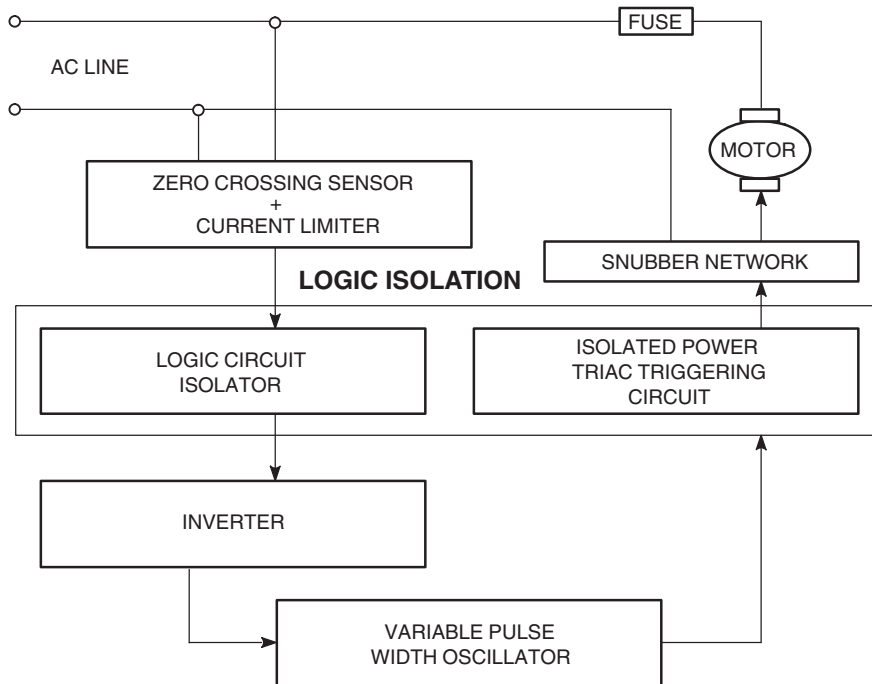 FUSE
AC LINE
MOTOR
ZERO CROSSING SENSOR
+
CURRENT LIMITER
SNUBBER NETWORK
LOGIC ISOLATION
LOGIC CIRCUIT
ISOLATOR
ISOLATED POWER
TRIAC TRIGGERING
CIRCUIT
INVERTER
VARIABLE PULSE
WIDTH OSCILLATOR